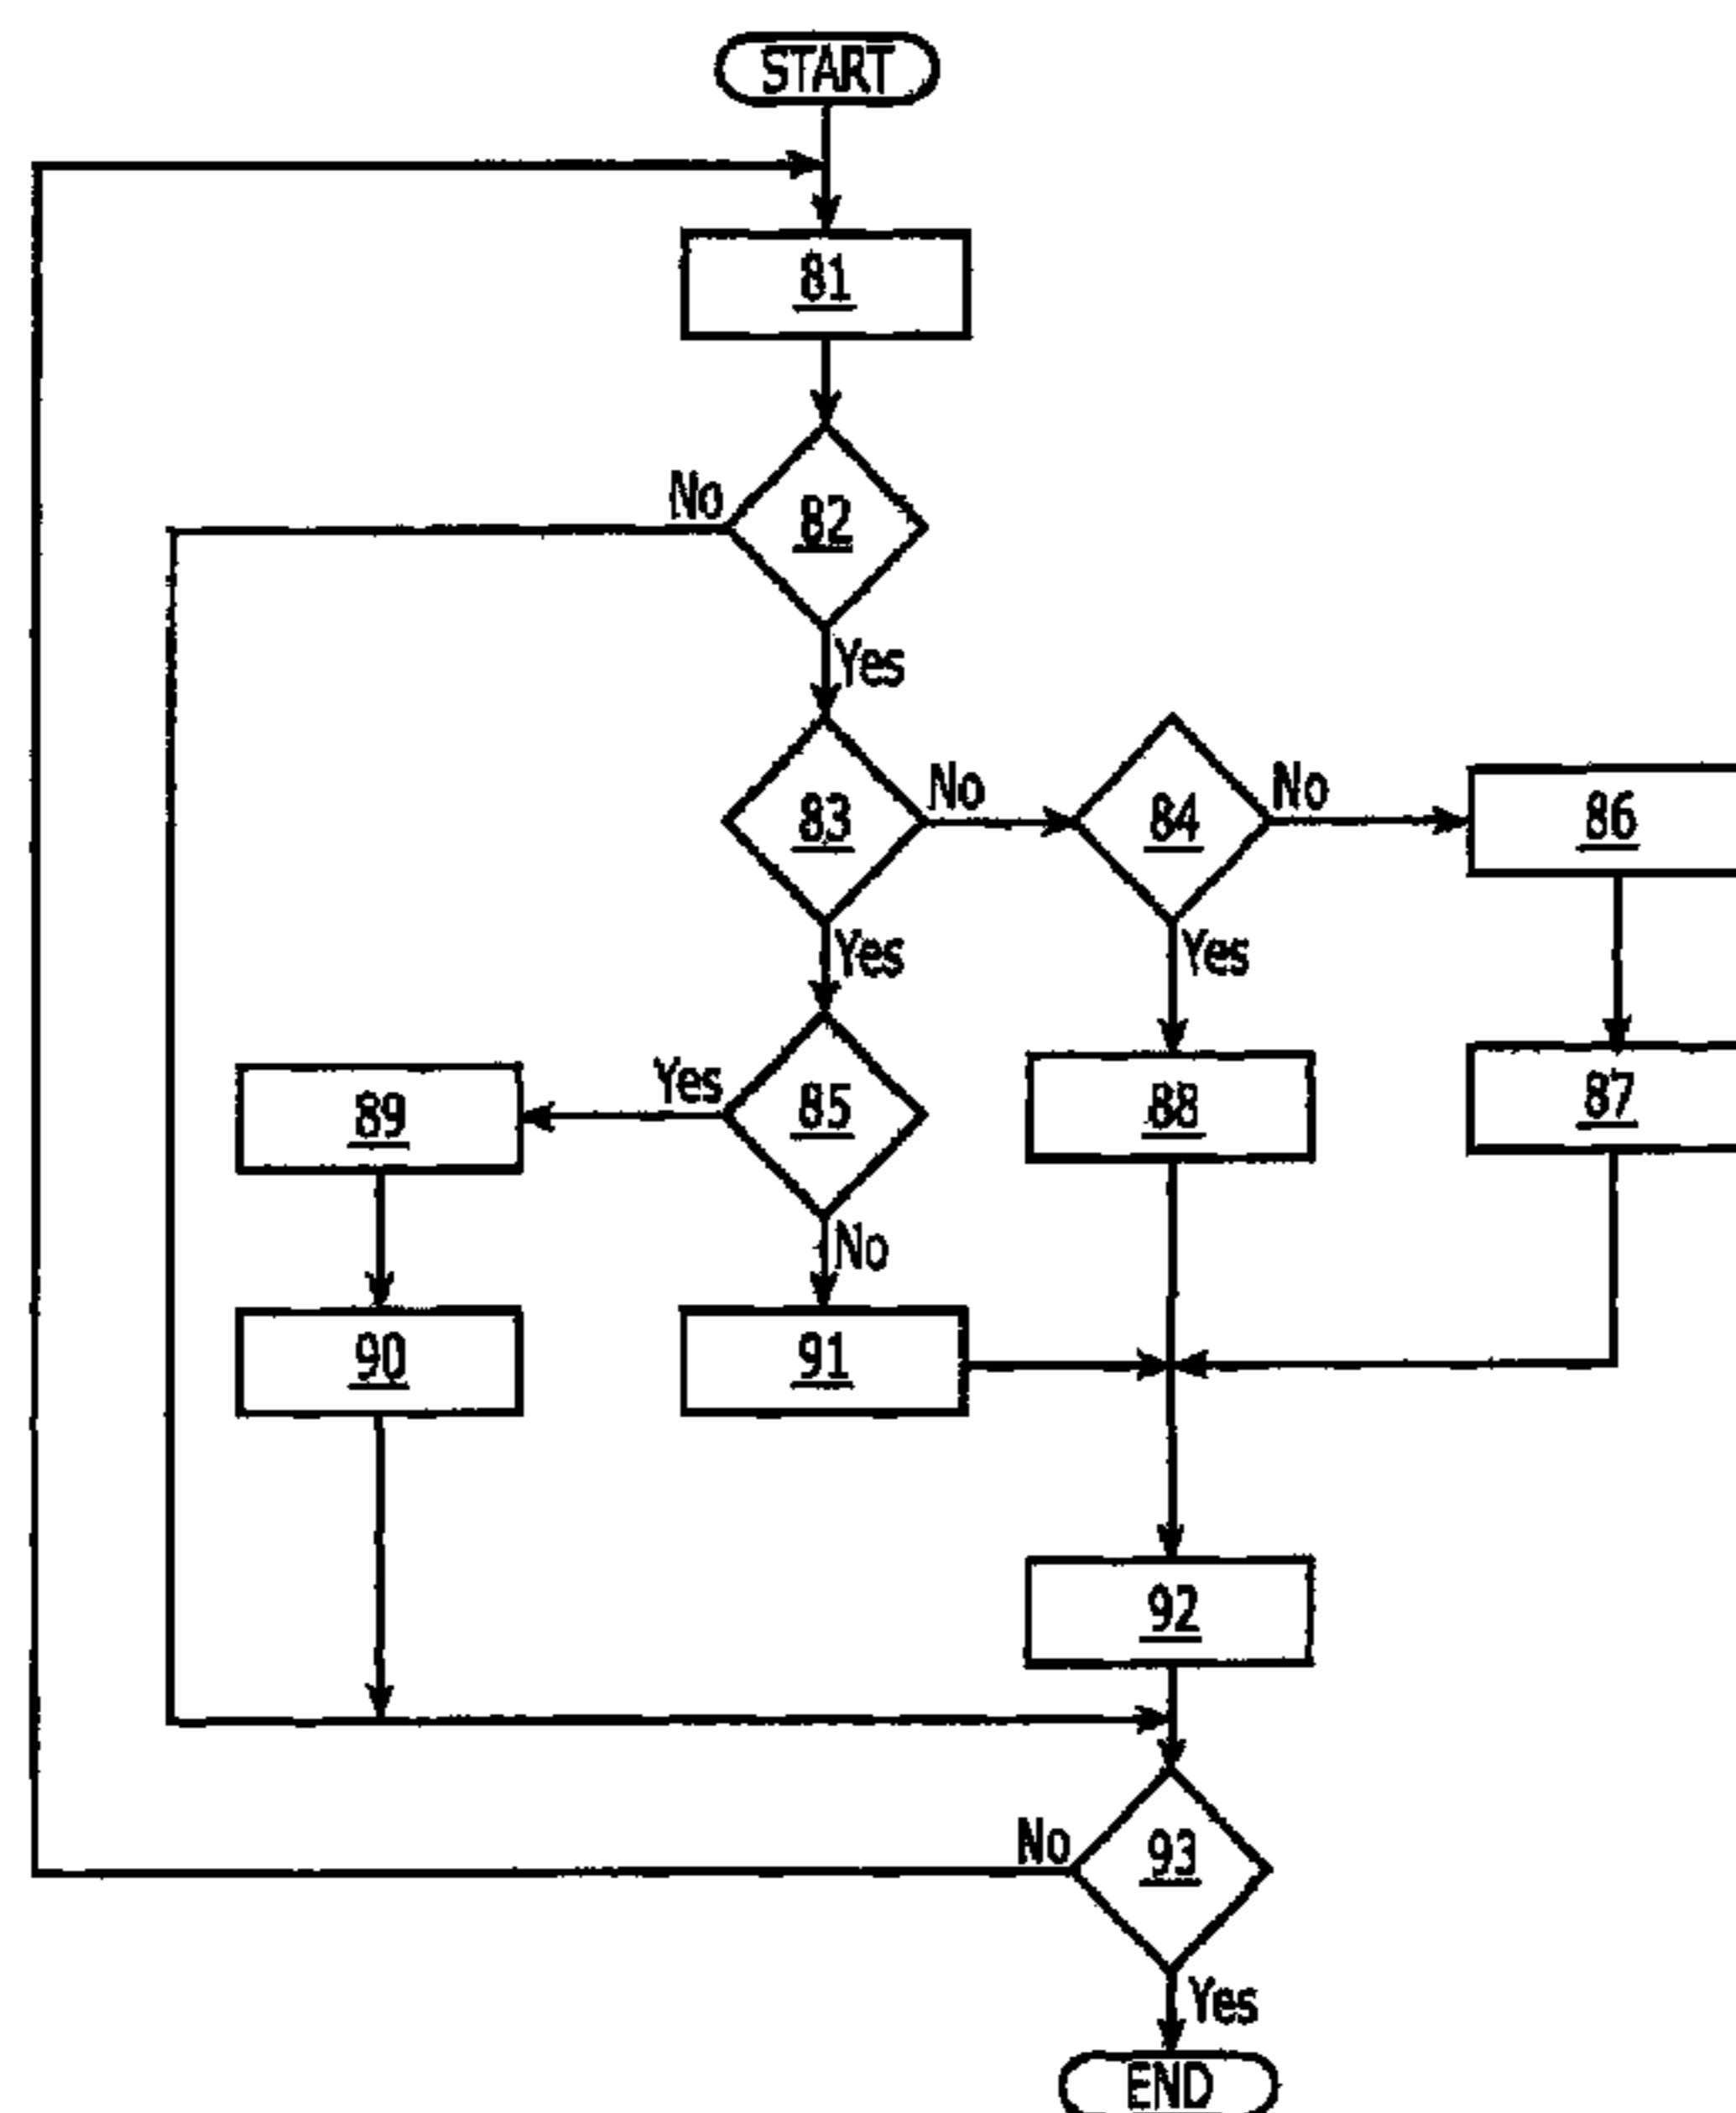 START
81
No
82
Yes
83
No
84
No
86
Yes
Yes
89
Yes
85
88
87
No
90
91
92
No
93
Yes
END